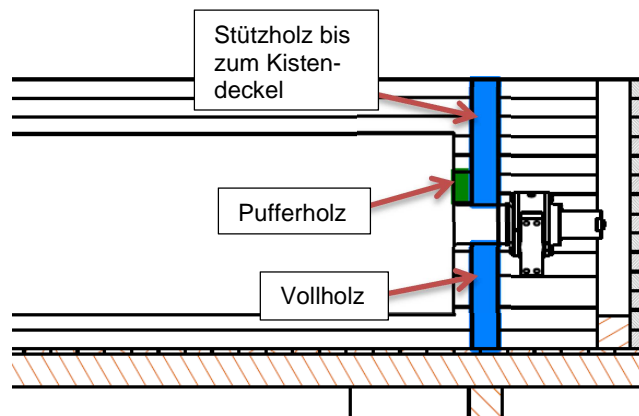 Stützholz bis
zum Kisten-
deckel
Pufferholz
Vollholz